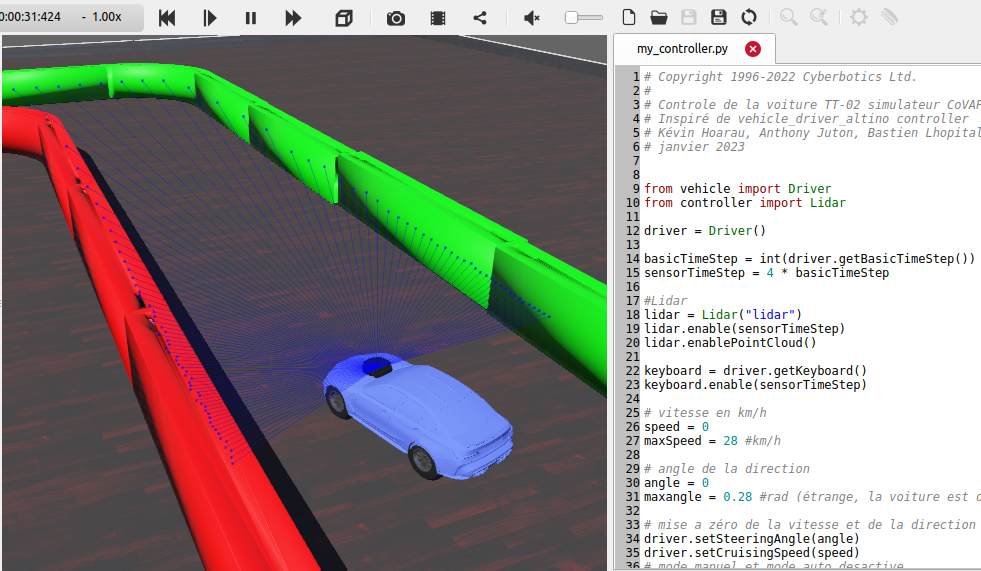 0:00:31:424 - 1.00x
my_controller.py
1 # Copyright 1996-2022 Cyberbotics Ltd.
2 #
3 # Controle de la voiture TT-02 simulateur CoVAP
4 # Inspiré de vehicle_driver_altino controller
5 # Kévin Hoarau, Anthony Juton, Bastien Lhopital
6 # janvier 2023
7
8
9 from vehicle import Driver
10 from controller import Lidar
11
12 driver = Driver()
13
14 basicTimeStep = int(driver.getBasicTimeStep())
15 sensorTimeStep = 4 * basicTimeStep
16
17 #Lidar
18 lidar = Lidar("lidar")
19 lidar.enable(sensorTimeStep)
20 lidar.enablePointCloud()
21
22 keyboard = driver.getKeyboard()
23 keyboard.enable(sensorTimeStep)
24
25 # vitesse en km/h
26 speed = 0
27 maxSpeed = 28 #km/h
28
29 # angle de la direction
30 angle = 0
31 maxangle = 0.28 #rad (étrange, la voiture est d
32
33 # mise a zéro de la vitesse et de la direction
34 driver.setSteeringAngle(angle)
35 driver.setCruisingSpeed(speed)
36 # mode manuel et mode auto desactive